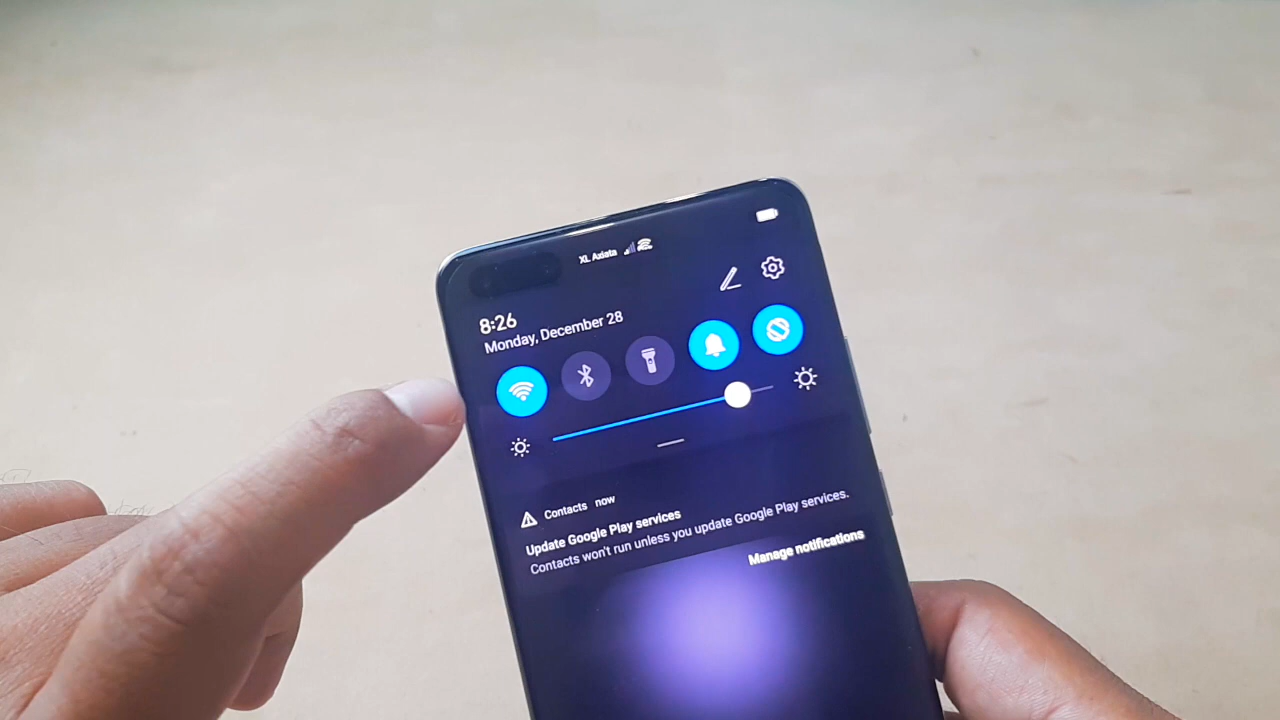 XL Axiata
8:26
Monday, December 28
Contacts now
Update Google Play services
Contacts won't run unless you update Google Play services.
Manage notifications